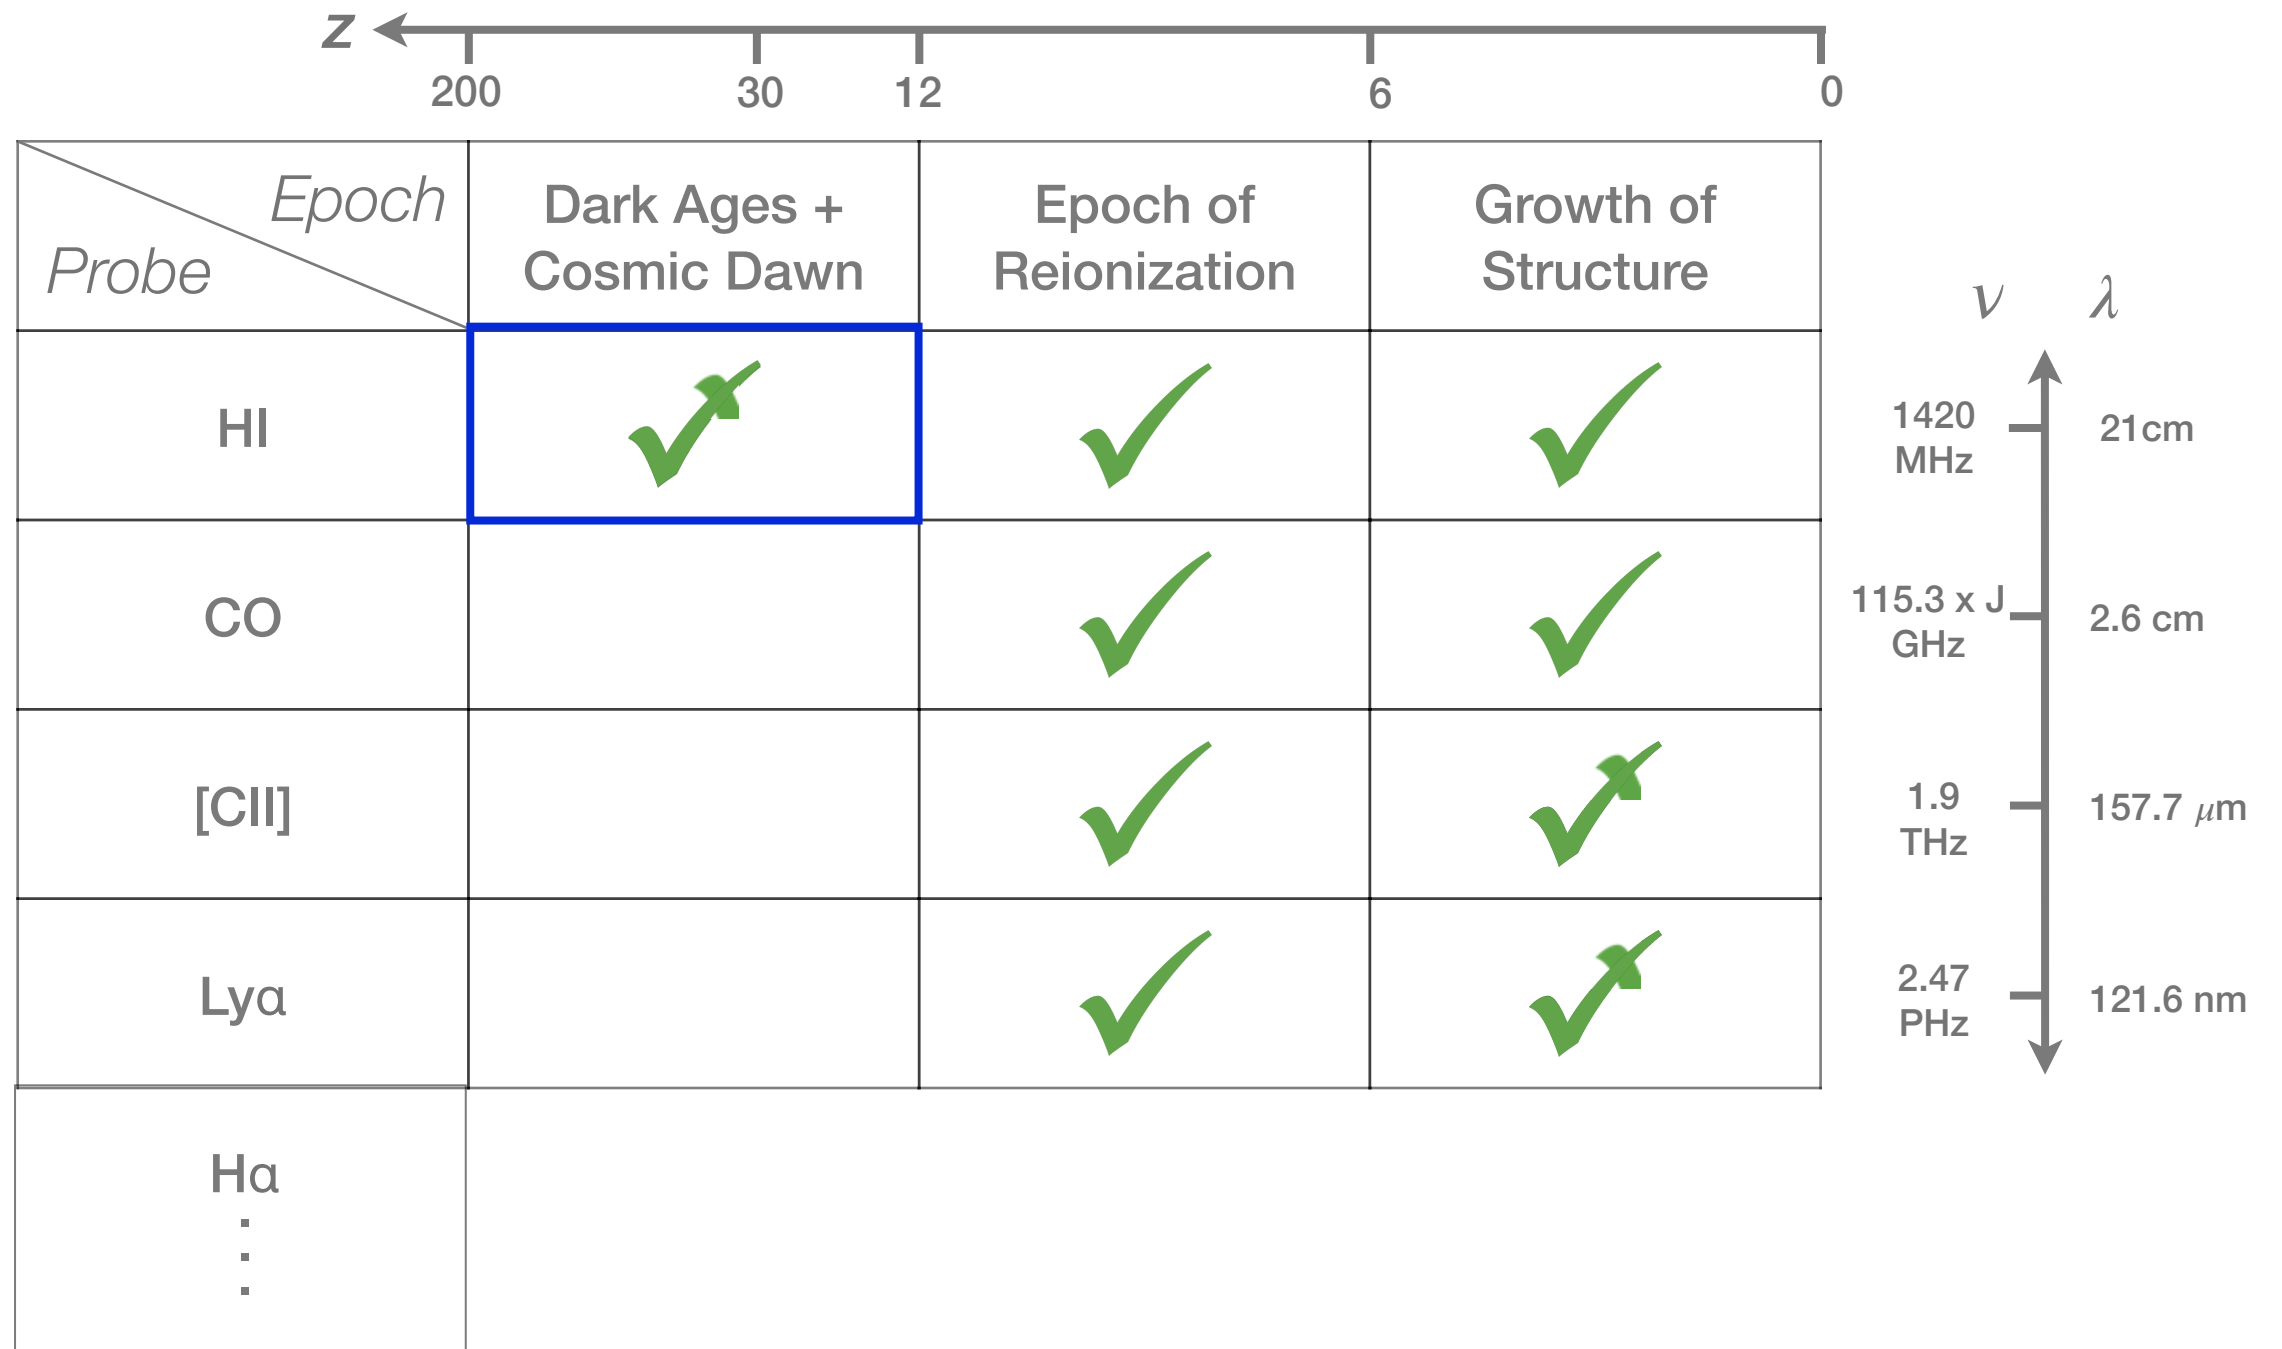 z
200 30 12 6 0
Epoch
Probe
Dark Ages +
Cosmic Dawn
Epoch of
Reionization
Growth of
Structure
ν λ
HI
1420
MHz
21cm
CO
115.3 x J
GHz
2.6 cm
[CII]
1.9
THz
157.7 μm
Lyα
2.47
PHz
121.6 nm
Hα